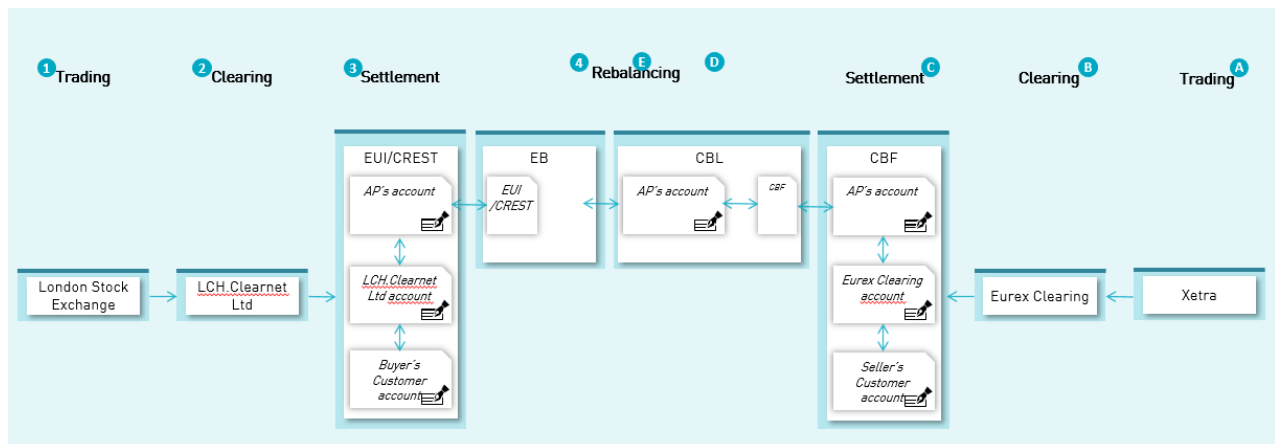 1 Trading
2 Clearing
3 Settlement
4 Rebalancing E D
Settlement C
Clearing B
Trading A
EUI/CREST
AP´s account
LCH.Clearnet
Ltd account
Buyer´s
Customer
account
EB
EUI
/CREST
CBL
AP´s account
CBF
CBF
AP´s account
Eurex Clearing
account
Seller´s
Customer
account
London Stock
Exchange
LCH.Clearnet
Ltd
Eurex Clearing
Xetra